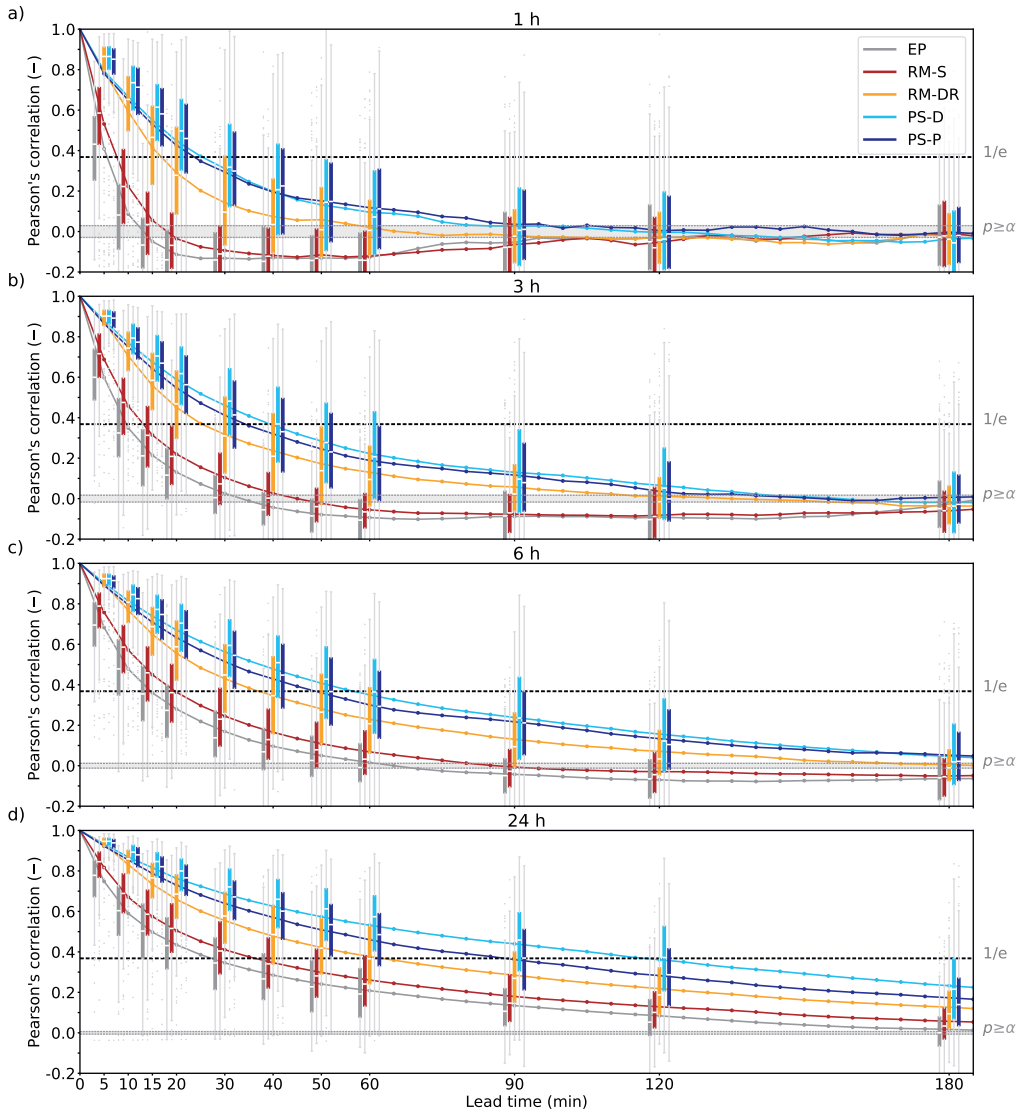 a)
1 h
Pearson's correlation (−)
1.0
0.8
0.6
0.4
0.2
0.0
-0.2
EP
RM-S
RM-DR
PS-D
PS-P
1/e
p≥α
b)
3 h
Pearson's correlation (−)
1.0
0.8
0.6
0.4
0.2
0.0
-0.2
1/e
p≥α
c)
6 h
Pearson's correlation (−)
1.0
0.8
0.6
0.4
0.2
0.0
-0.2
1/e
p≥α
d)
24 h
Pearson's correlation (−)
1.0
0.8
0.6
0.4
0.2
0.0
-0.2
1/e
p≥α
0 5 10 15 20 30 40 50 60 90 120 180
Lead time (min)